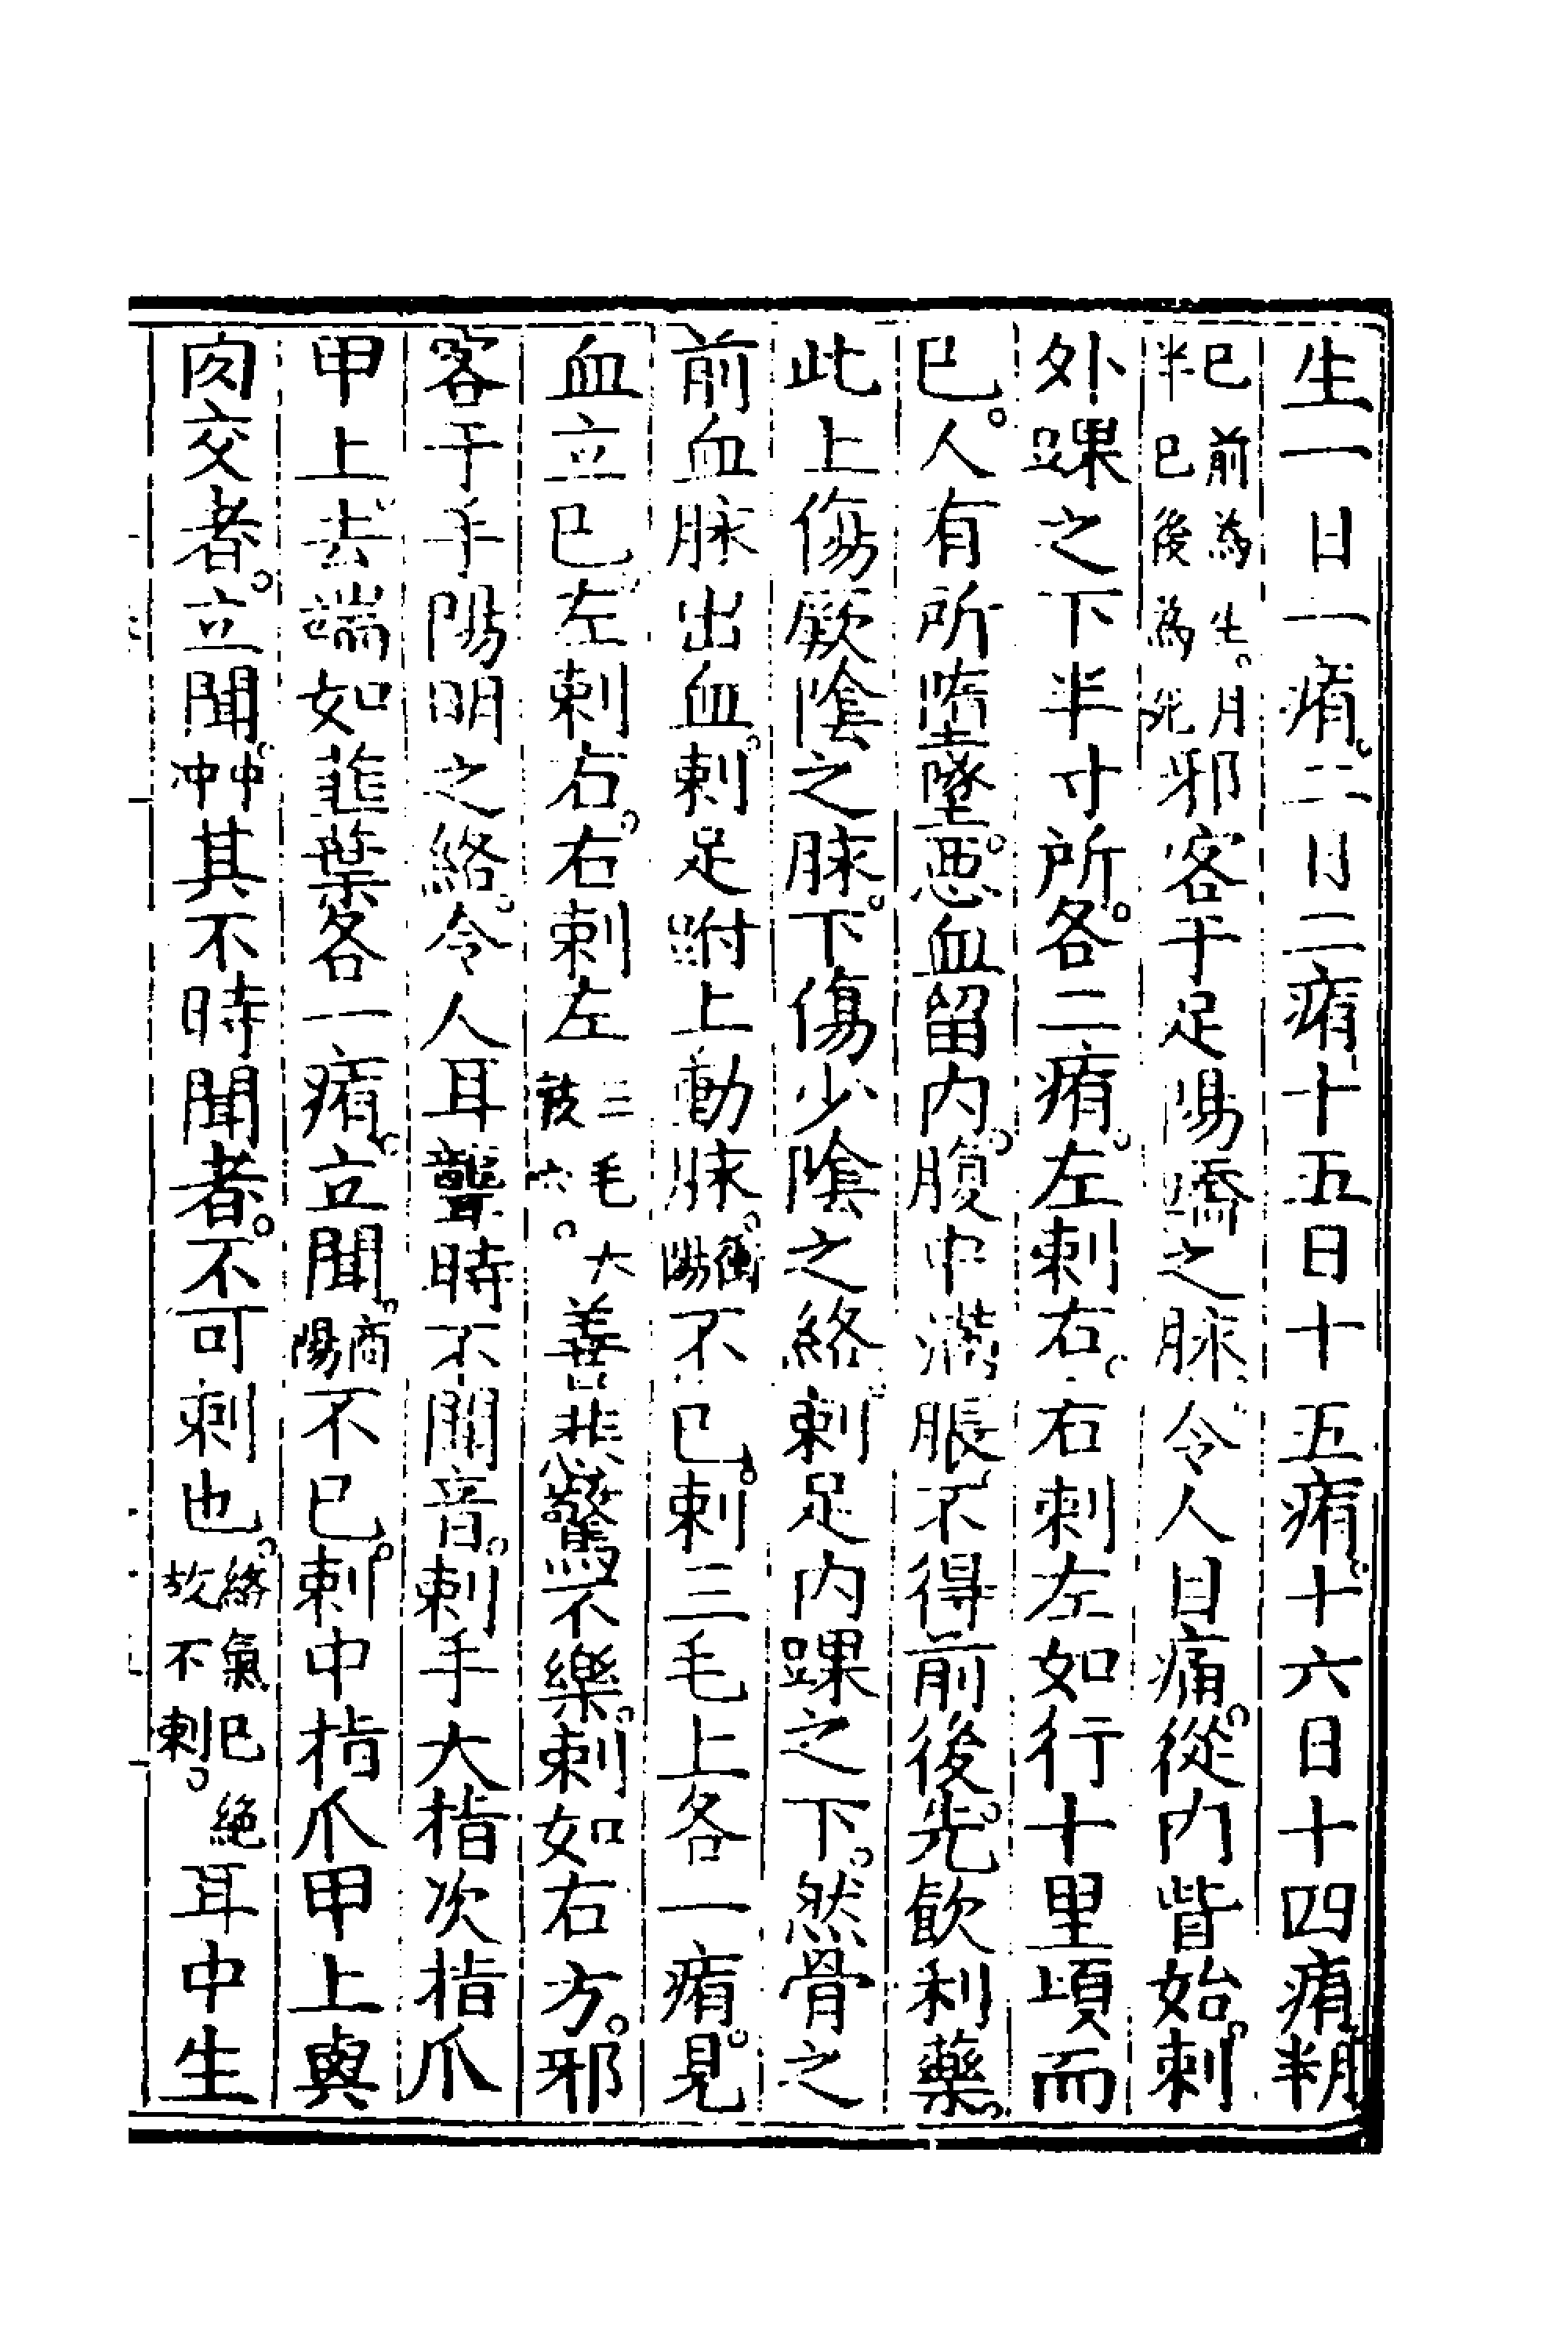 生一日一痏。二日二痏十五日十五痏。十六日十四痏。月半
已前為生。月半已後為死邪客于足陽蹻之脉令人目痛。從内眥始。刺
外踝之下半寸所。各二痏。左刺右。右刺左如行十里頃而
已。人有所墮墜。惡血留内。腹中滿脹不得前後。先飲利藥。
此上傷厥陰之脉。下傷少陰之絡。刺足内踝之下。然骨之
前血脉出血。刺足跗上動脉。衝陽不已。刺三毛上各一痏。見
血立已左刺右。右刺左三毛大敦穴。善悲驚不樂。刺如右方。邪
客于手陽明之絡。令人耳聾時不聞音。刺手大指次指爪
甲上去端如韮葉各一痏。立聞。商陽不已。刺中指爪甲上與
肉交者。立聞。中冲其不時聞者。不可刺也。絡氣已絕故不刺。耳中生